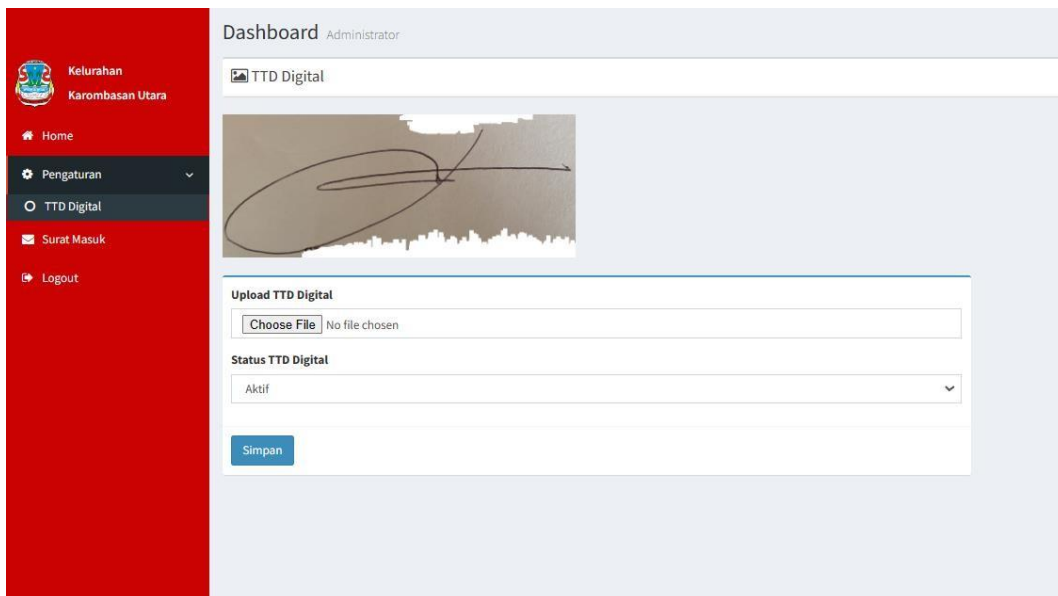 Dashboard Administrator
Kelurahan
Karombasan Utara
TTD Digital
Home
Pengaturan
TTD Digital
Surat Masuk
Logout
Upload TTD Digital
Choose File No file chosen
Status TTD Digital
Aktif
Simpan